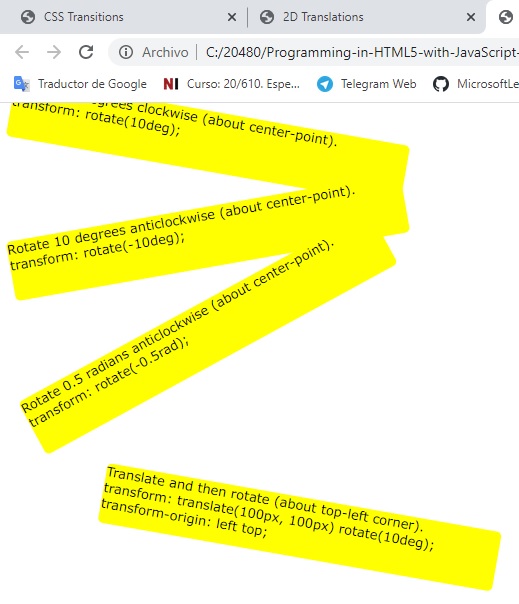 CSS Transitions
2D Translations
Archivo
C:/20480/Programming-in-HTML5-with-JavaScript-
Traductor de Google
NI Curso: 20/610. Espe...
Telegram Web
MicrosoftLe
degrees clockwise (about center-point).
transform: rotate(10deg);
Rotate 10 degrees anticlockwise (about center-point).
transform: rotate(-10deg);
Rotate 0.5 radians anticlockwise (about center-point).
transform: rotate(-0.5rad);
Translate and then rotate (about top-left corner).
transform: translate(100px, 100px) rotate(10deg);
transform-origin: left top;